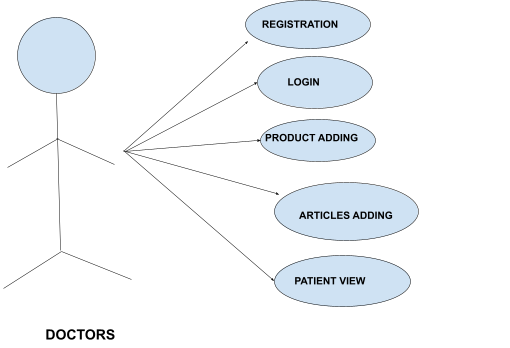 REGISTRATION
LOGIN
PRODUCT ADDING
ARTICLES ADDING
PATIENT VIEW
DOCTORS